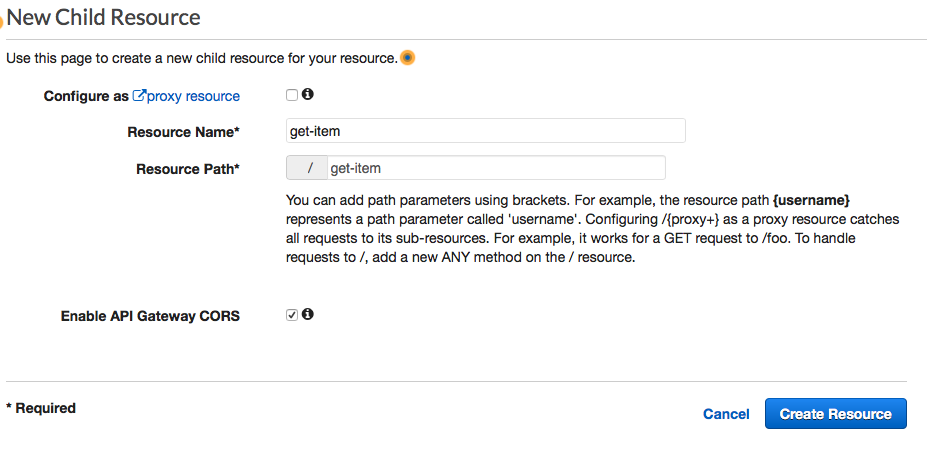 New Child Resource
Use this page to create a new child resource for your resource.
Configure as proxy resource
Resource Name* get-item
Resource Path* / get-item
You can add path parameters using brackets. For example, the resource path {username}
represents a path parameter called 'username'. Configuring /{proxy+} as a proxy resource catches
all requests to its sub-resources. For example, it works for a GET request to /foo. To handle
requests to /, add a new ANY method on the / resource.
Enable API Gateway CORS
* Required
Cancel Create Resource